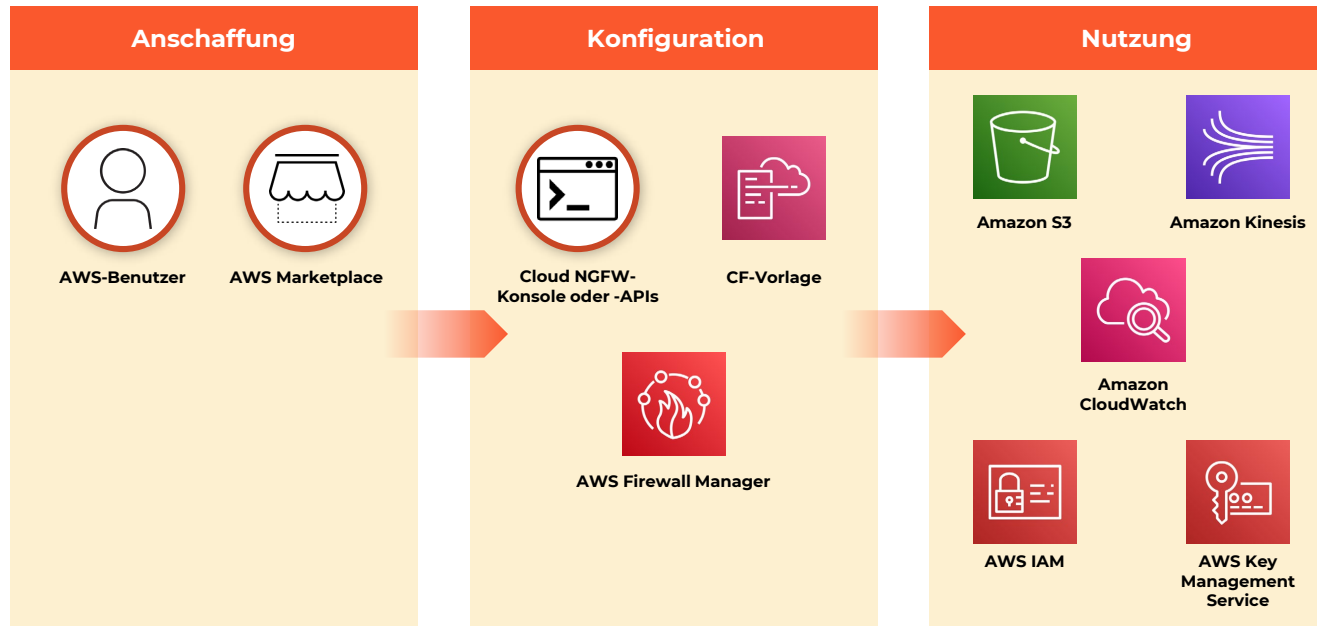 Anschaffung
AWS-Benutzer
AWS Marketplace
Konfiguration
Cloud NGFW-
Konsole oder -APIs
CF-Vorlage
AWS Firewall Manager
Nutzung
Amazon S3
Amazon Kinesis
Amazon
CloudWatch
AWS IAM
AWS Key
Management
Service